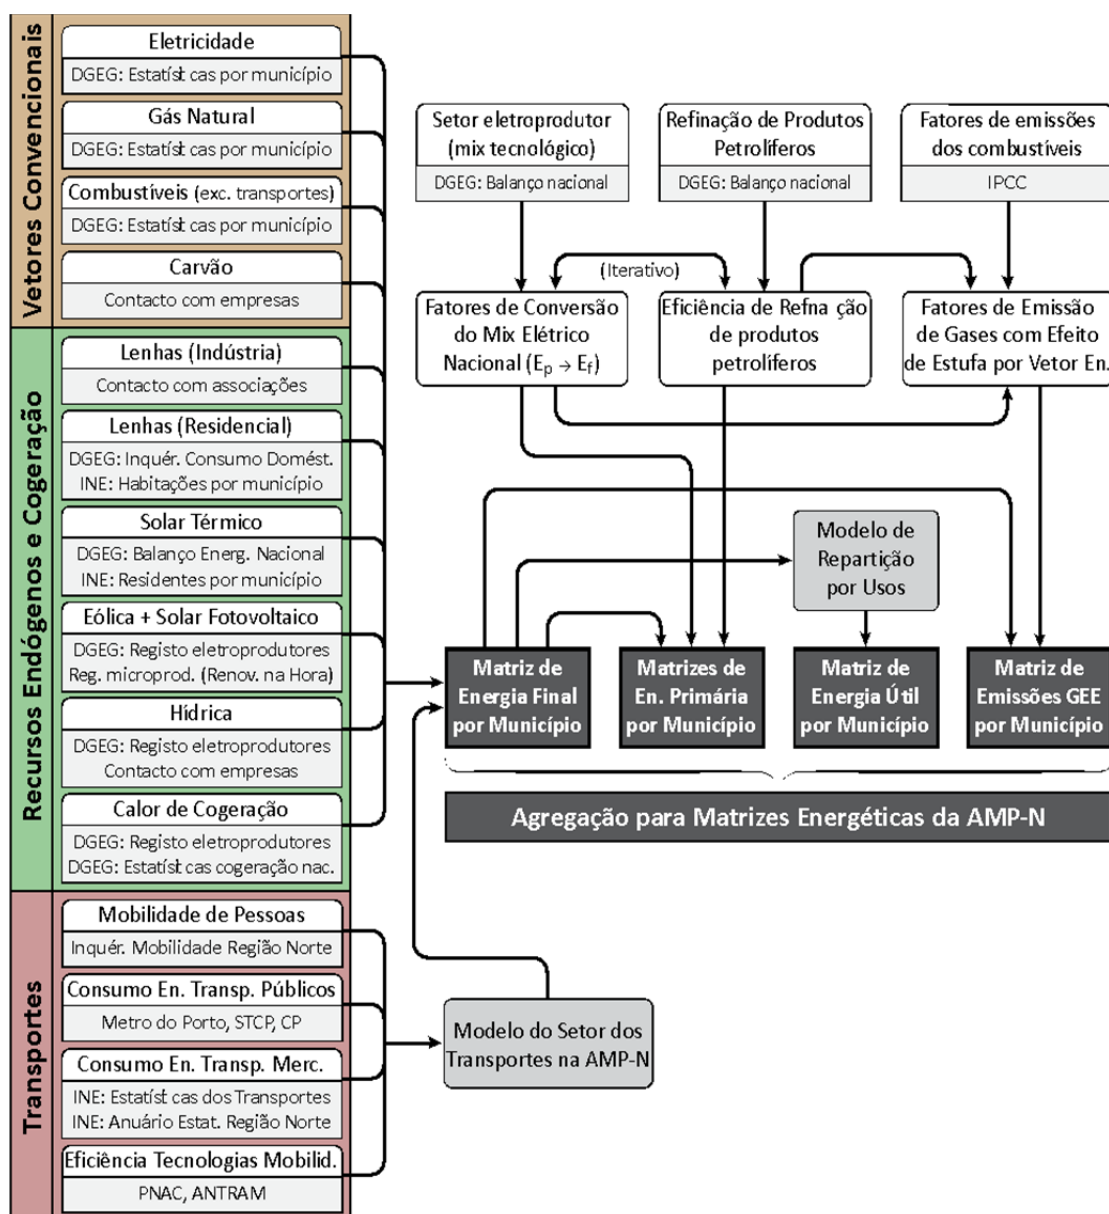 Vetores Convencionais
Eletricidade
DGEG: Estatíst cas por município
Gás Natural
DGEG: Estatíst cas por município
Combustíveis (exc. transportes)
DGEG: Estatíst cas por município
Carvão
Contacto com empresas
Recursos Endógenos e Cogeração
Lenhas (Indústria)
Contacto com associações
Lenhas (Residencial)
DGEG: Inquér. Consumo Domést.
INE: Habitações por município
Solar Térmico
DGEG: Balanço Energ. Nacional
INE: Residentes por município
Eólica + Solar Fotovoltaico
DGEG: Registo eletroprodutores
Reg. microprod. (Renov. na Hora)
Hídrica
DGEG: Registo eletroprodutores
Contacto com empresas
Calor de Cogeração
DGEG: Registo eletroprodutores
DGEG: Estatíst cas cogeração nac.
Transportes
Mobilidade de Pessoas
Inquér. Mobilidade Região Norte
Consumo En. Transp. Públicos
Metro do Porto, STCP, CP
Consumo En. Transp. Merc.
INE: Estatíst cas dos Transportes
INE: Anuário Estat. Região Norte
Eficiência Tecnologias Mobilid.
PNAC, ANTRAM
Setor eletroprodutor
(mix tecnológico)
DGEG: Balanço nacional
Refinação de Produtos
Petrolíferos
DGEG: Balanço nacional
Fatores de emissões
dos combustíveis
IPCC
(Iterativo)
Fatores de Conversão
do Mix Elétrico
Nacional (Ep → Ef)
Eficiência de Refna ção
de produtos
petrolíferos
Fatores de Emissão
de Gases com Efeito
de Estufa por Vetor En.
Modelo de
Repartição
por Usos
Matriz de
Energia Final
por Município
Matrizes de
En. Primária
por Município
Matriz de
Energia Útil
por Município
Matriz de
Emissões GEE
por Município
Agregação para Matrizes Energéticas da AMP-N
Modelo do Setor dos
Transportes na AMP-N